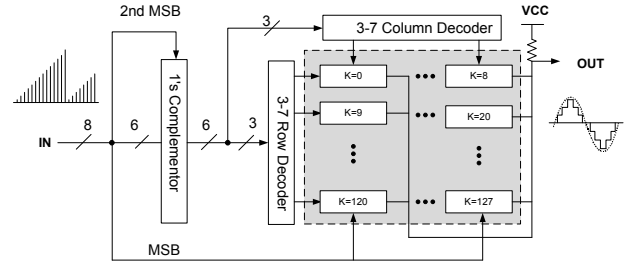 2nd MSB
3
3-7 Column Decoder
VCC
OUT
1's Complementor
3-7 Row Decoder
K=0
K=8
K=9
K=20
K=120
K=127
IN
8
6
6
3
MSB